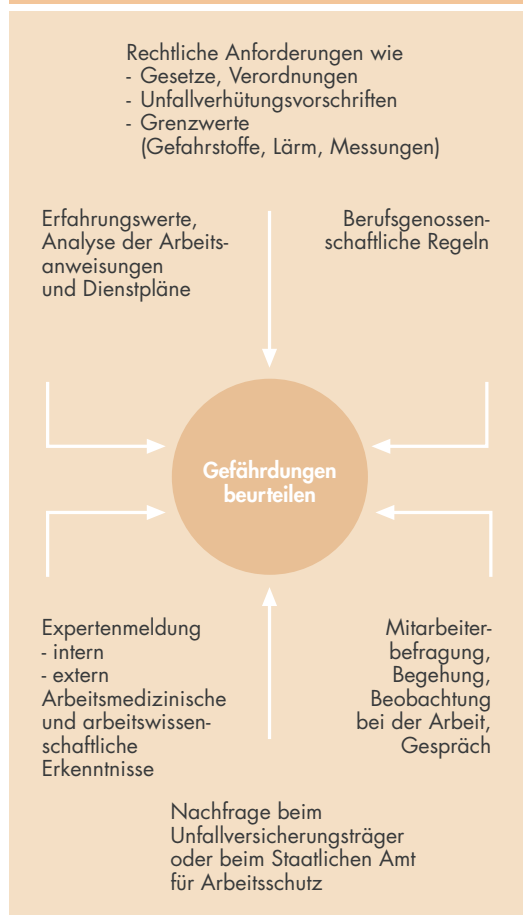 Rechtliche Anforderungen wie
- Gesetze, Verordnungen
- Unfallverhütungsvorschriften
- Grenzwerte
(Gefahrstoffe, Lärm, Messungen)
Erfahrungswerte,
Analyse der Arbeits-
anweisungen
und Dienstpläne
Berufsgenossen-
schaftliche Regeln
Gefährdungen
beurteilen
Expertenmeldung
- intern
- extern
Arbeitsmedizinische
und arbeitswissen-
schaftliche
Erkenntnisse
Mitarbeiter-
befragung,
Begehung,
Beobachtung
bei der Arbeit,
Gespräch
Nachfrage beim
Unfallversicherungsträger
oder beim Staatlichen Amt
für Arbeitsschutz